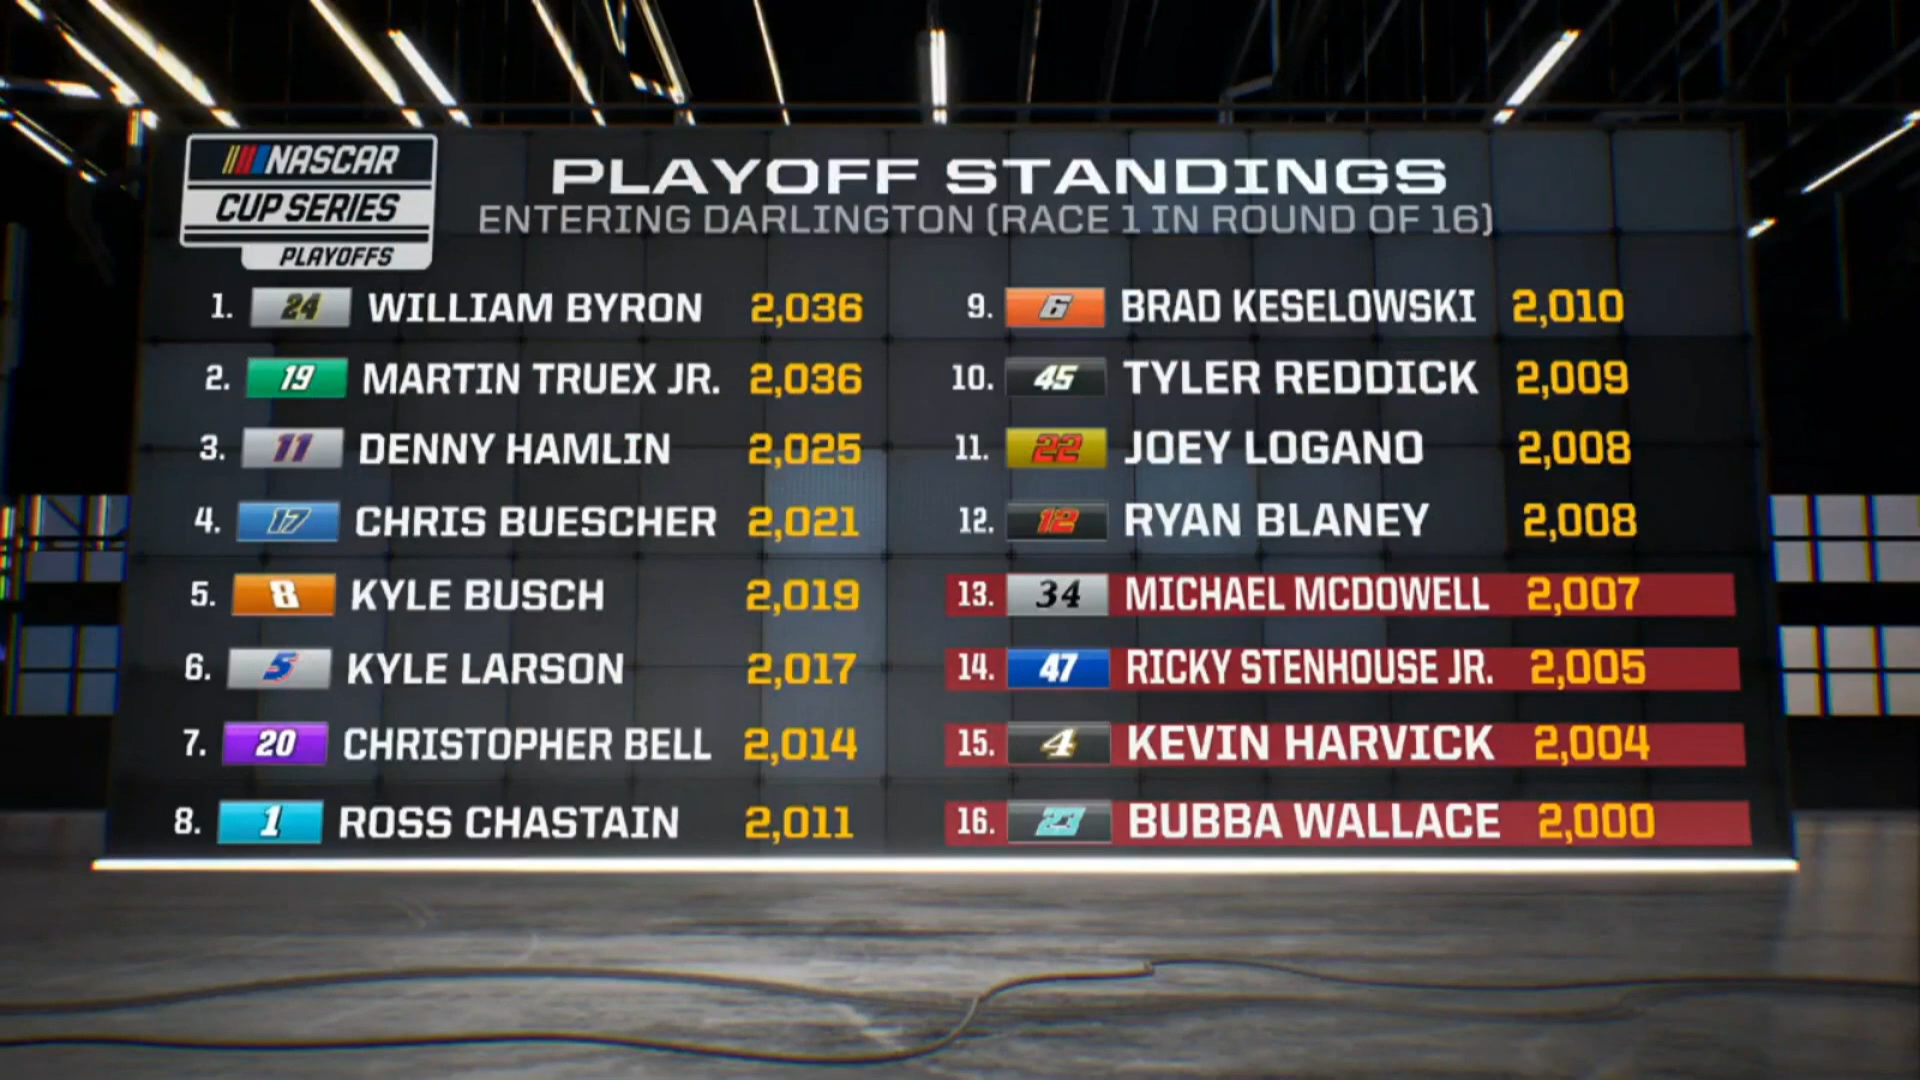 NASCAR
CUP SERIES
PLAYOFFS
PLAYOFF STANDINGS
ENTERING DARLINGTON (RACE 1 IN ROUND OF 16)
1. 24 WILLIAM BYRON 2,036
2. 19 MARTIN TRUEX JR. 2,036
3. 11 DENNY HAMLIN 2,025
4. 17 CHRIS BUESCHER 2,021
5. 8 KYLE BUSCH 2,019
6. 5 KYLE LARSON 2,017
7. 20 CHRISTOPHER BELL 2,014
8. 1 ROSS CHASTAIN 2,011
9. 6 BRAD KESELOWSKI 2,010
10. 45 TYLER REDDICK 2,009
11. 22 JOEY LOGANO 2,008
12. 12 RYAN BLANEY 2,008
13. 34 MICHAEL MCDOWELL 2,007
14. 47 RICKY STENHOUSE JR. 2,005
15. 4 KEVIN HARVICK 2,004
16. 23 BUBBA WALLACE 2,000